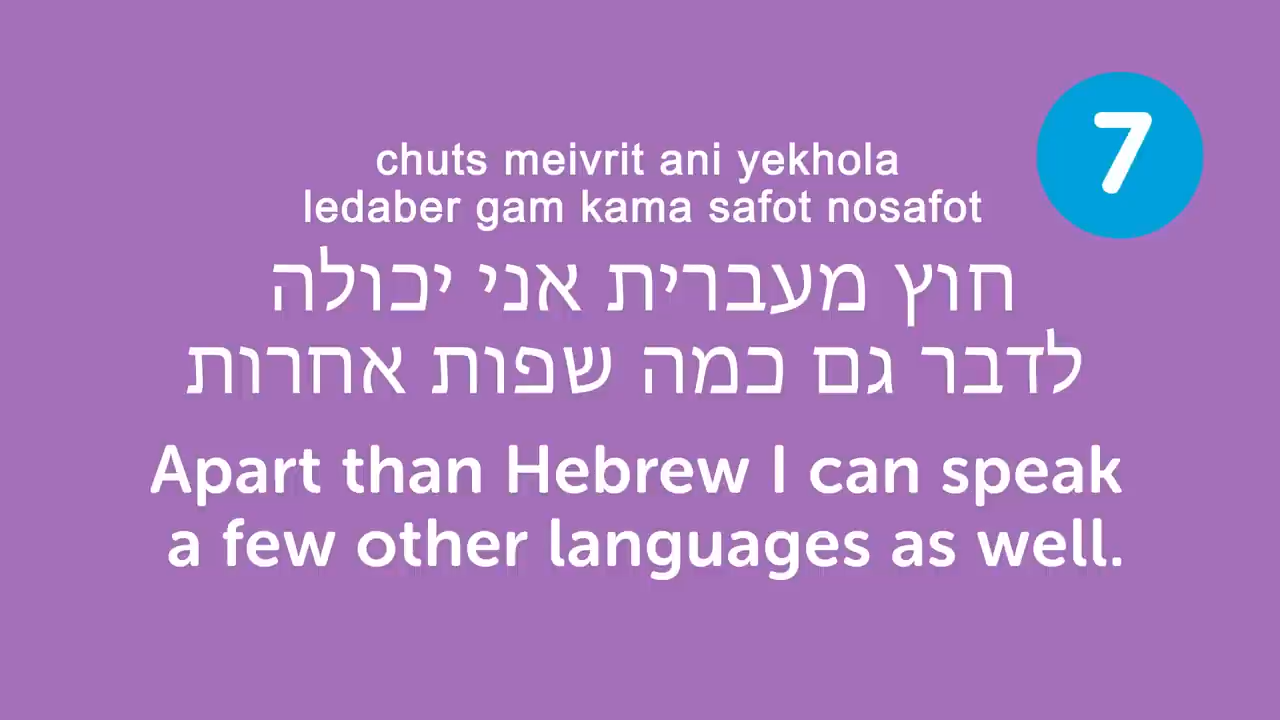 7
chuts meivrit ani yekhola
ledaber gam kama safot nosafot
חוץ מעברית אני יכולה
לדבר גם כמה שפות אחרות
Apart than Hebrew I can speak
a few other languages as well.